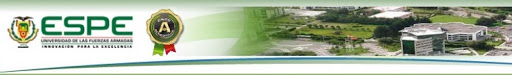 ESPE
UNIVERSIDAD DE LAS FUERZAS ARMADAS
INNOVACIÓN PARA LA EXCELENCIA
A